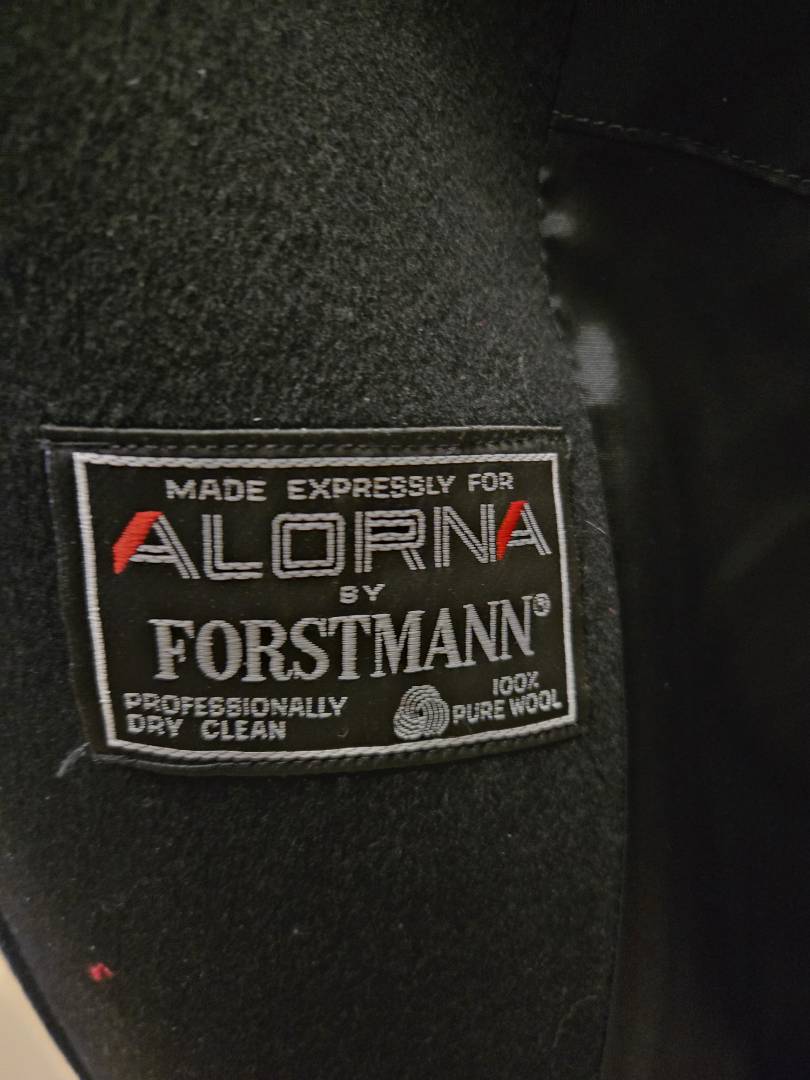 MADE EXPRESSLY FOR
ALORNA
BY
FORSTMANN®
PROFESSIONALLY
DRY CLEAN
100%
PURE WOOL